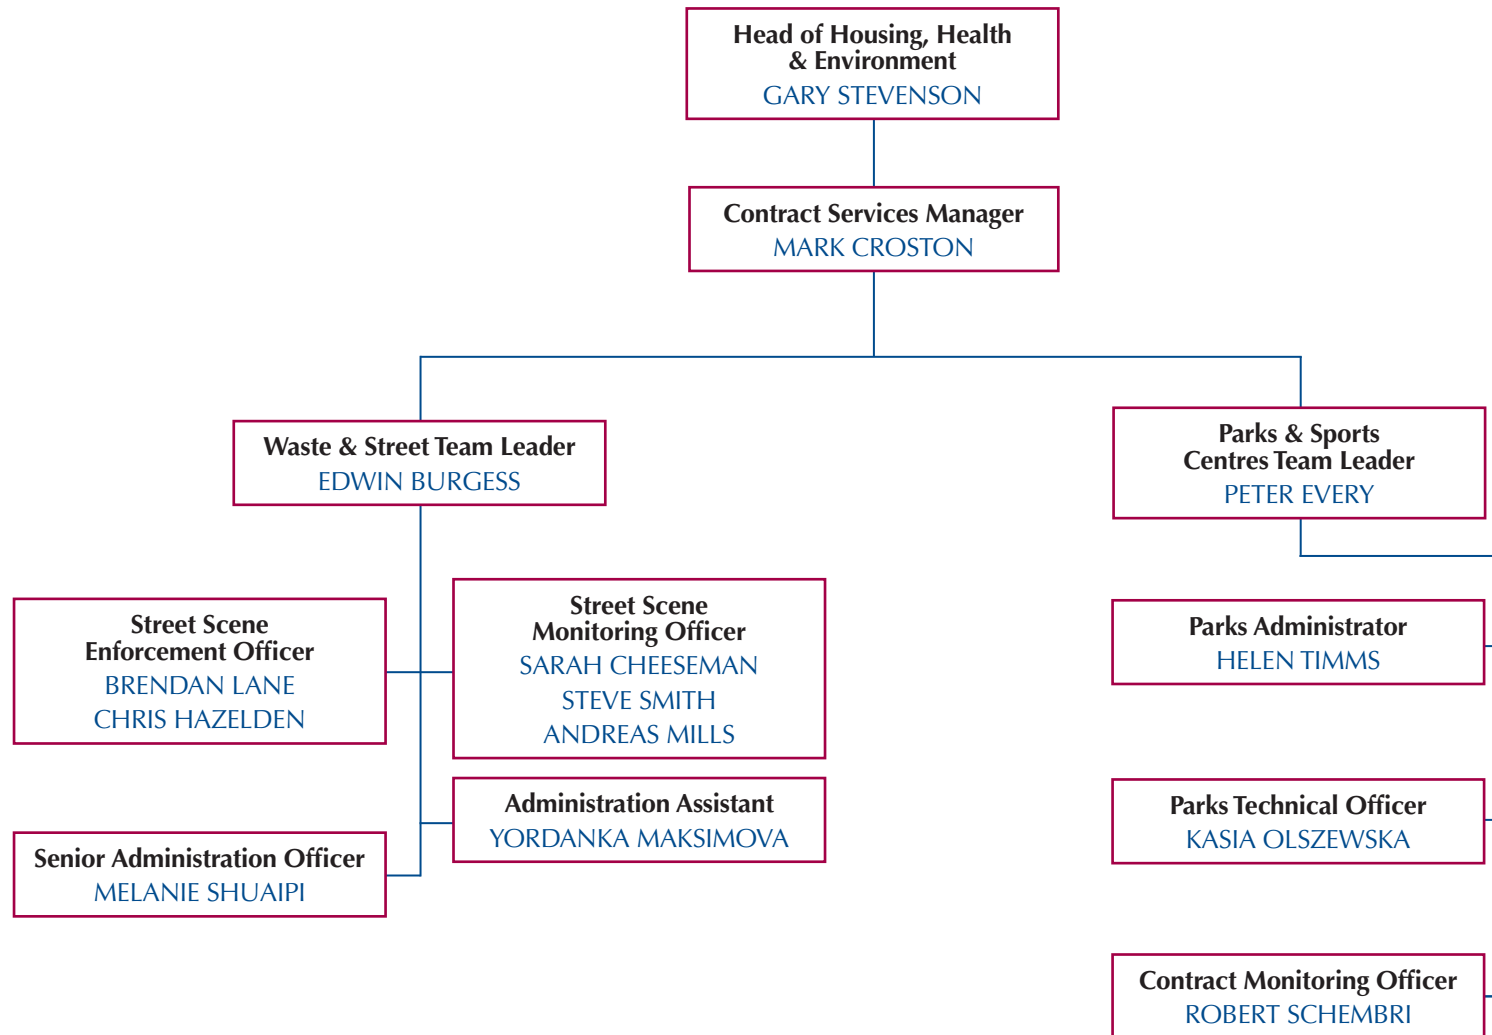 Head of Housing, Health
& Environment
GARY STEVENSON
Contract Services Manager
MARK CROSTON
Waste & Street Team Leader
EDWIN BURGESS
Parks & Sports
Centres Team Leader
PETER EVERY
Street Scene
Enforcement Officer
BRENDAN LANE
CHRIS HAZELDEN
Street Scene
Monitoring Officer
SARAH CHEESEMAN
STEVE SMITH
ANDREAS MILLS
Administration Assistant
YORDANKA MAKSIMOVA
Senior Administration Officer
MELANIE SHUAIPI
Parks Administrator
HELEN TIMMS
Parks Technical Officer
KASIA OLSZEWSKA
Contract Monitoring Officer
ROBERT SCHEMBRI